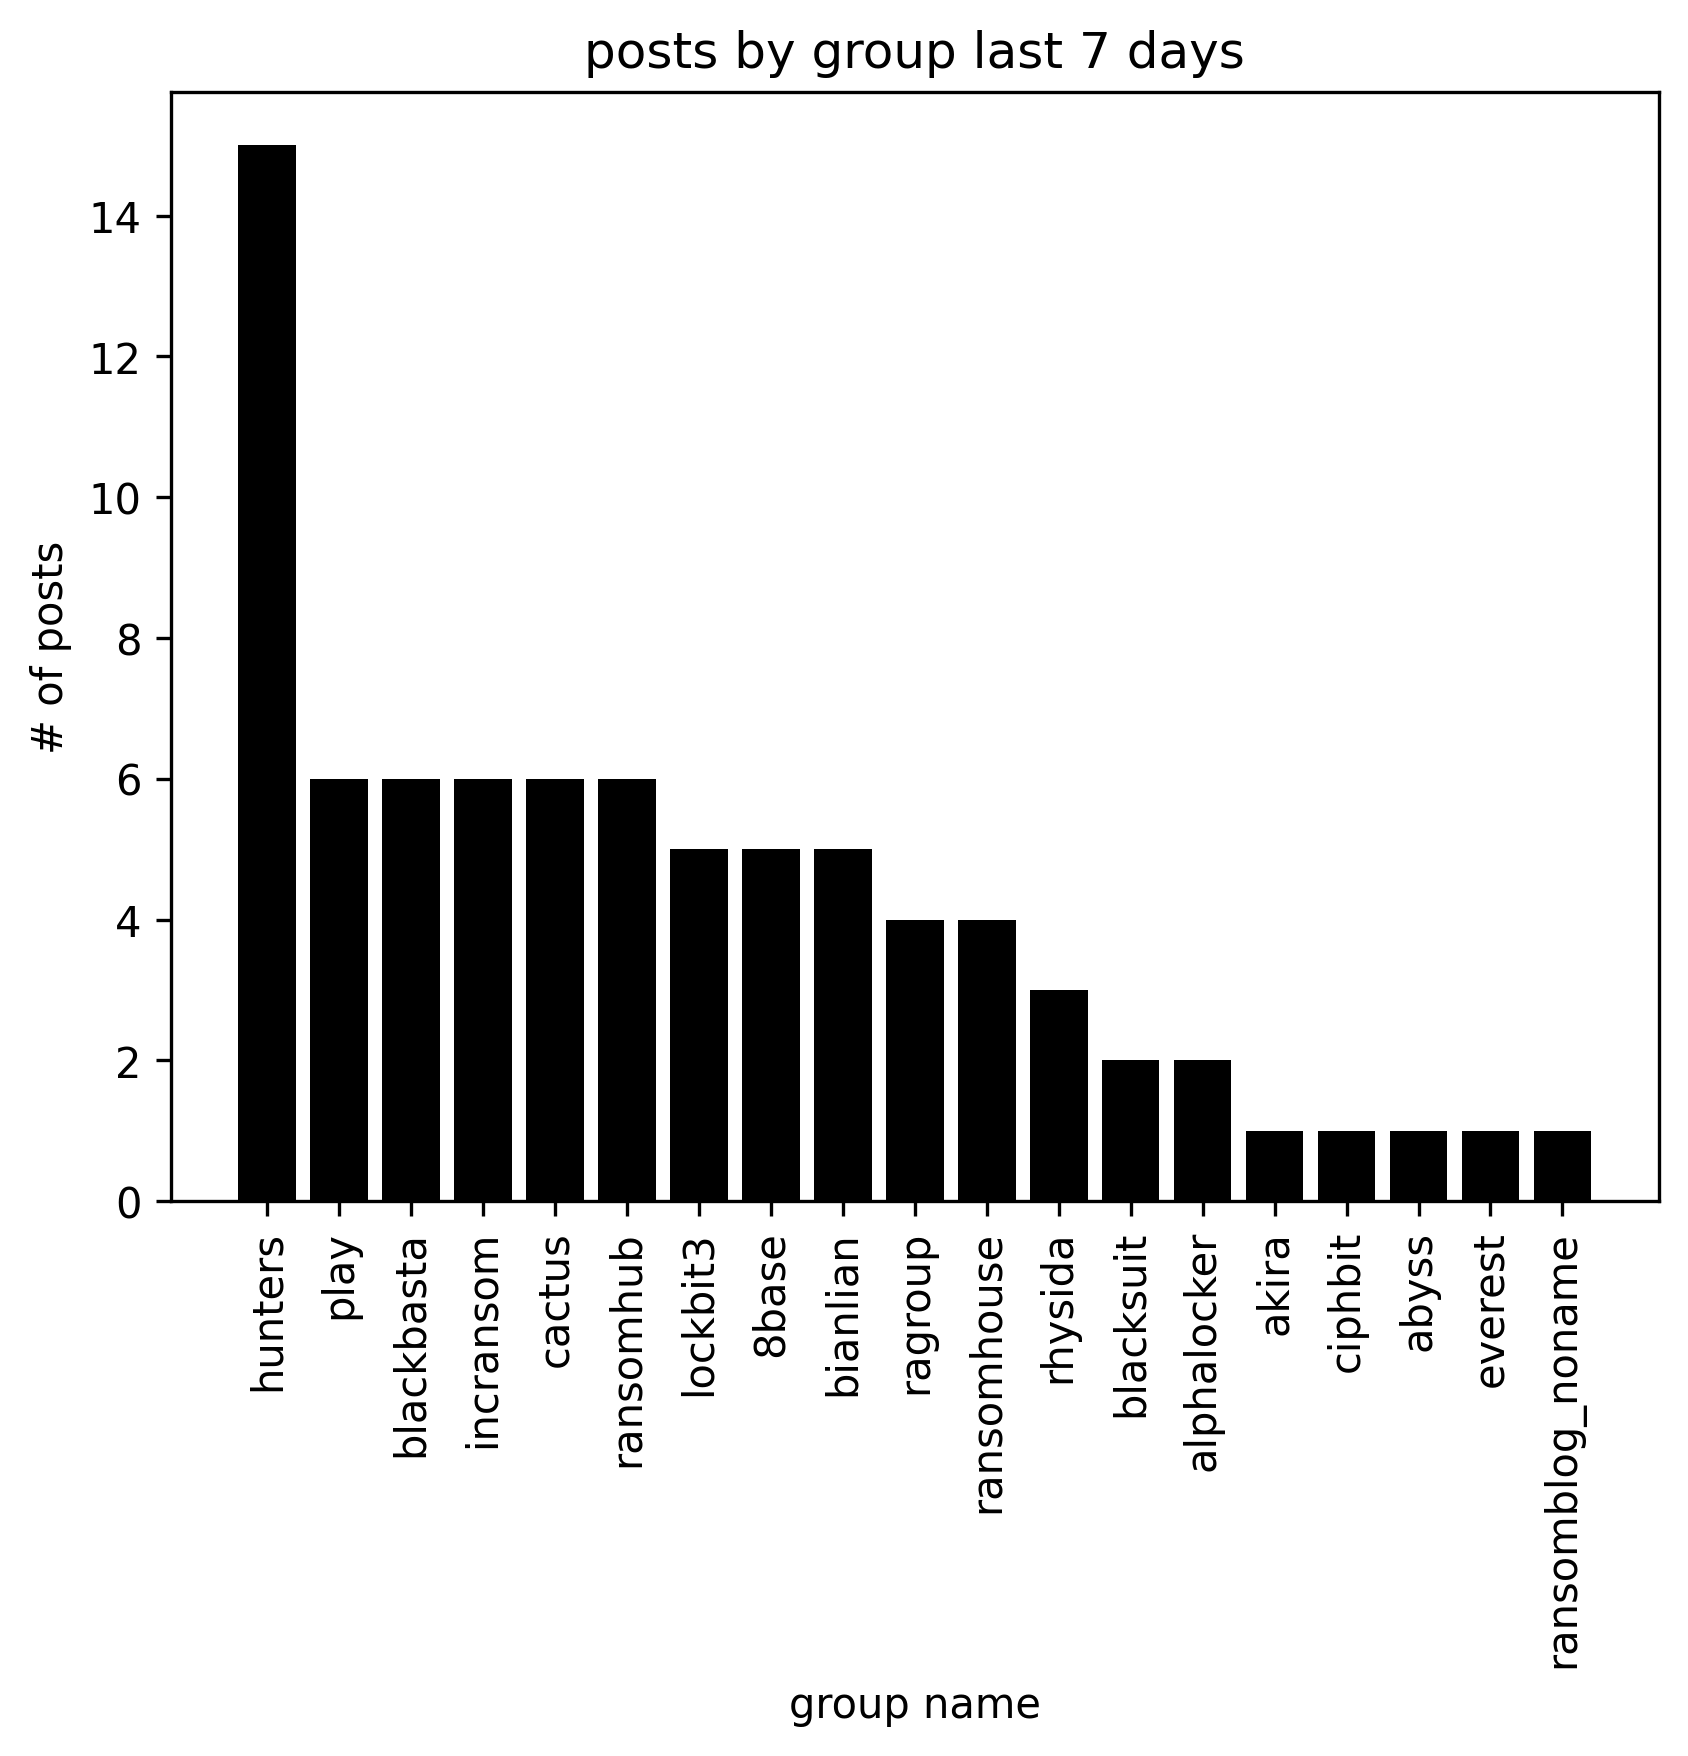 posts by group last 7 days
# of posts
14
12
10
8
6
4
2
0
hunters
play
blackbasta
incransom
cactus
ransomhub
lockbit3
8base
bianlian
ragroup
ransomhouse
rhysida
blacksuit
alphalocker
akira
ciphbit
abyss
everest
ransomblog_noname
group name